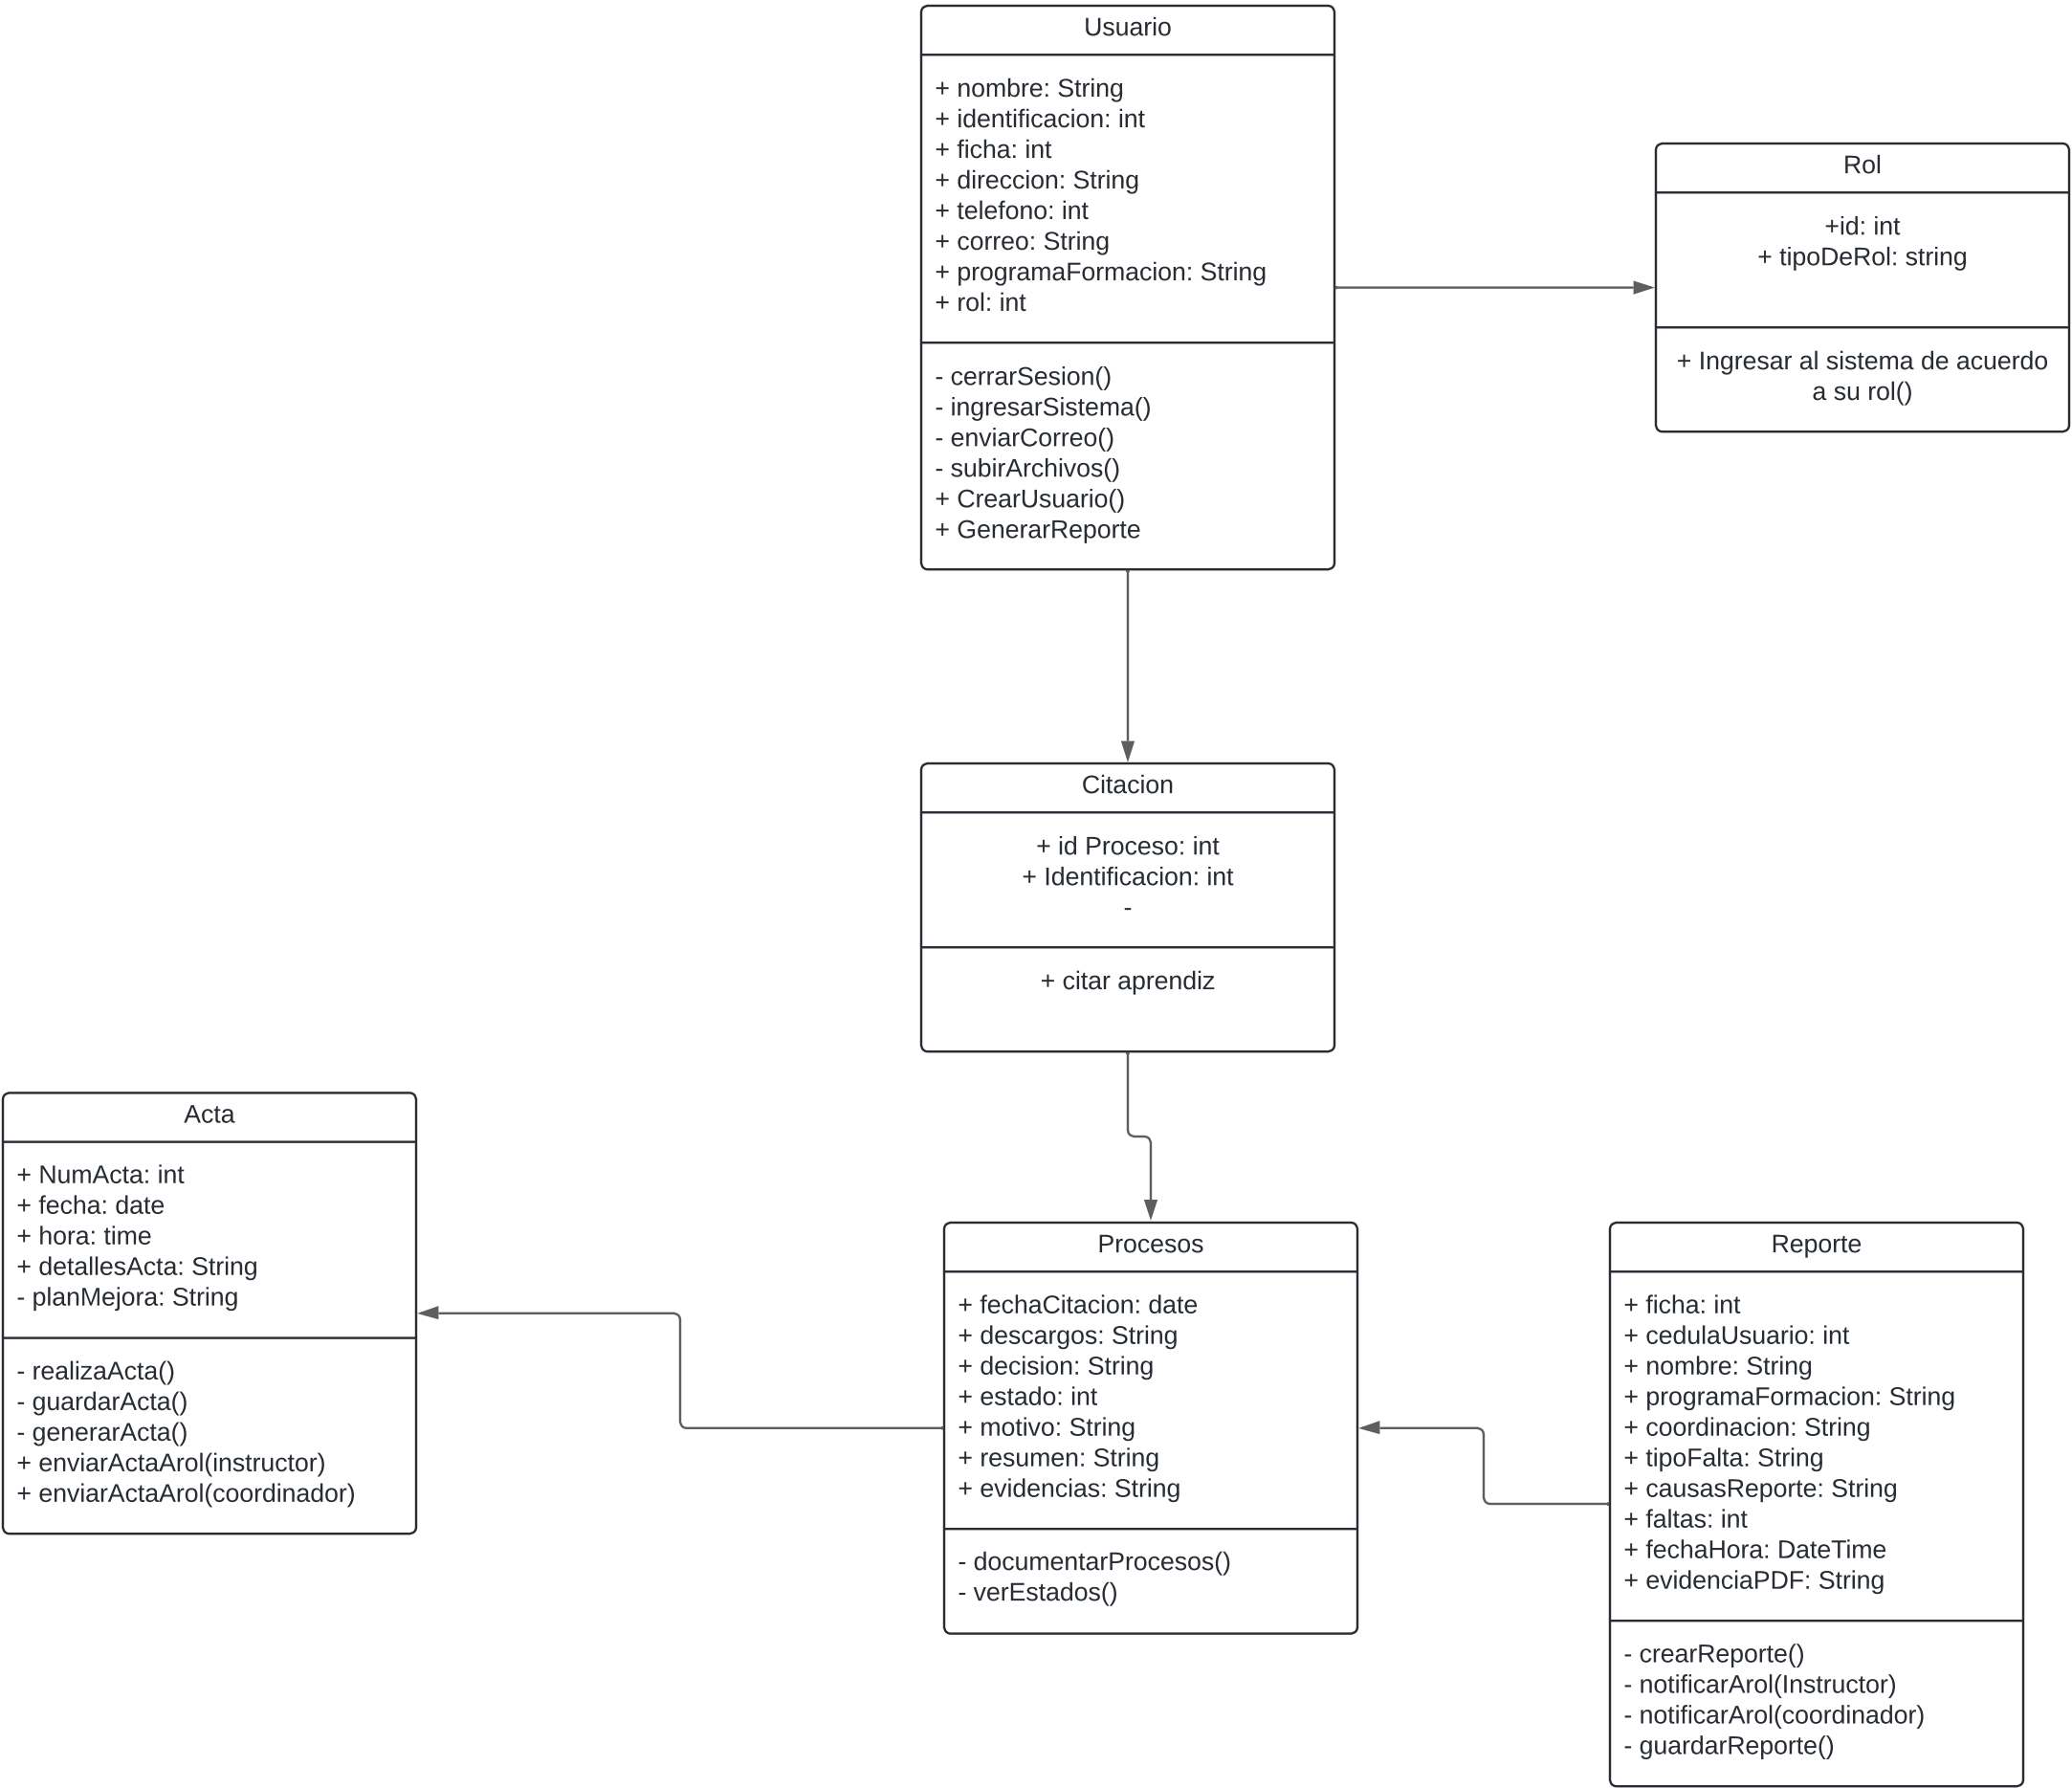 Usuario
+ nombre: String
+ identificacion: int
+ ficha: int
+ direccion: String
+ telefono: int
+ correo: String
+ programaFormacion: String
+ rol: int
- cerrarSesion()
- ingresarSistema()
- enviarCorreo()
- subirArchivos()
+ CrearUsuario()
+ GenerarReporte
Rol
+id: int
+ tipoDeRol: string
+ Ingresar al sistema de acuerdo
a su rol()
Citacion
+ id Proceso: int
+ Identificacion: int
-
+ citar aprendiz
Acta
+ NumActa: int
+ fecha: date
+ hora: time
+ detallesActa: String
- planMejora: String
- realizaActa()
- guardarActa()
- generarActa()
+ enviarActaArol(instructor)
+ enviarActaArol(coordinador)
Procesos
+ fechaCitacion: date
+ descargos: String
+ decision: String
+ estado: int
+ motivo: String
+ resumen: String
+ evidencias: String
- documentarProcesos()
- verEstados()
Reporte
+ ficha: int
+ cedulaUsuario: int
+ nombre: String
+ programaFormacion: String
+ coordinacion: String
+ tipoFalta: String
+ causasReporte: String
+ faltas: int
+ fechaHora: DateTime
+ evidenciaPDF: String
- crearReporte()
- notificarArol(Instructor)
- notificarArol(coordinador)
- guardarReporte()